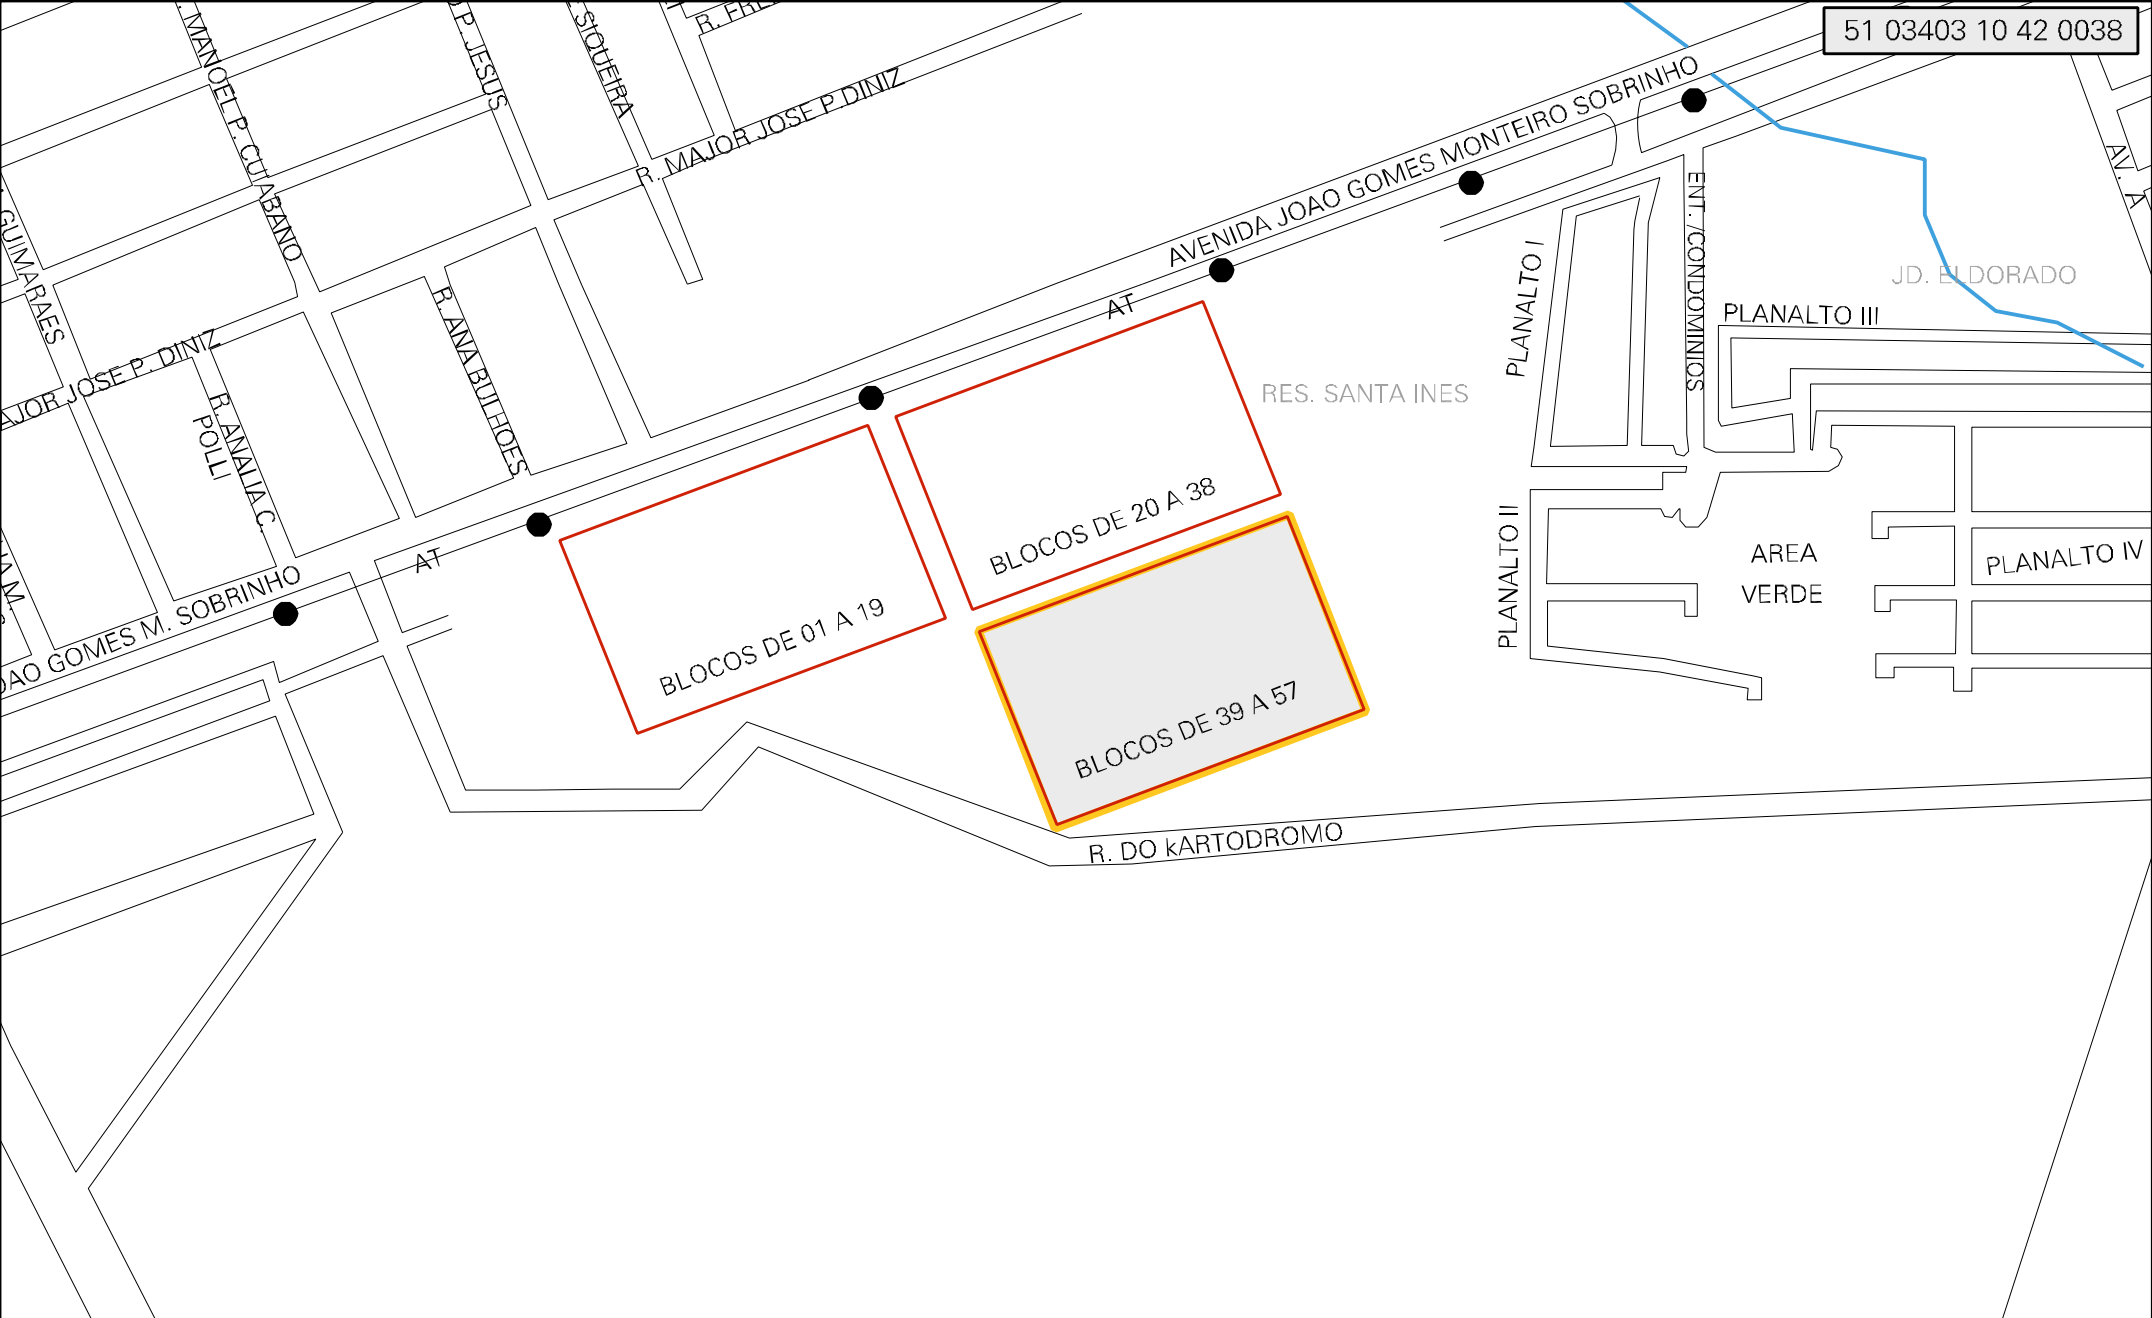 51 03403 10 42 0038
R. FRE
MANOEL P. CUIABANO
P. JESUS
SIQUEIRA
R. MAJOR JOSE P.DINIZ
AVENIDA JOAO GOMES MONTEIRO SOBRINHO
AV. A
GUIMARAES
ENT. /CONDOMINIOS
PLANALTO I
JD. ELDORADO
PLANALTO III
AT
R. ANA BULHOES
AJOR JOSE P. DINIZ
RES. SANTA INES
R. ANALIA C.
POLLI
BLOCOS DE 20 A 38
PLANALTO II
AREA
VERDE
PLANALTO IV
AT
OAO GOMES M. SOBRINHO
BLOCOS DE 01 A 19
BLOCOS DE 39 A 57
R. DO kARTODROMO